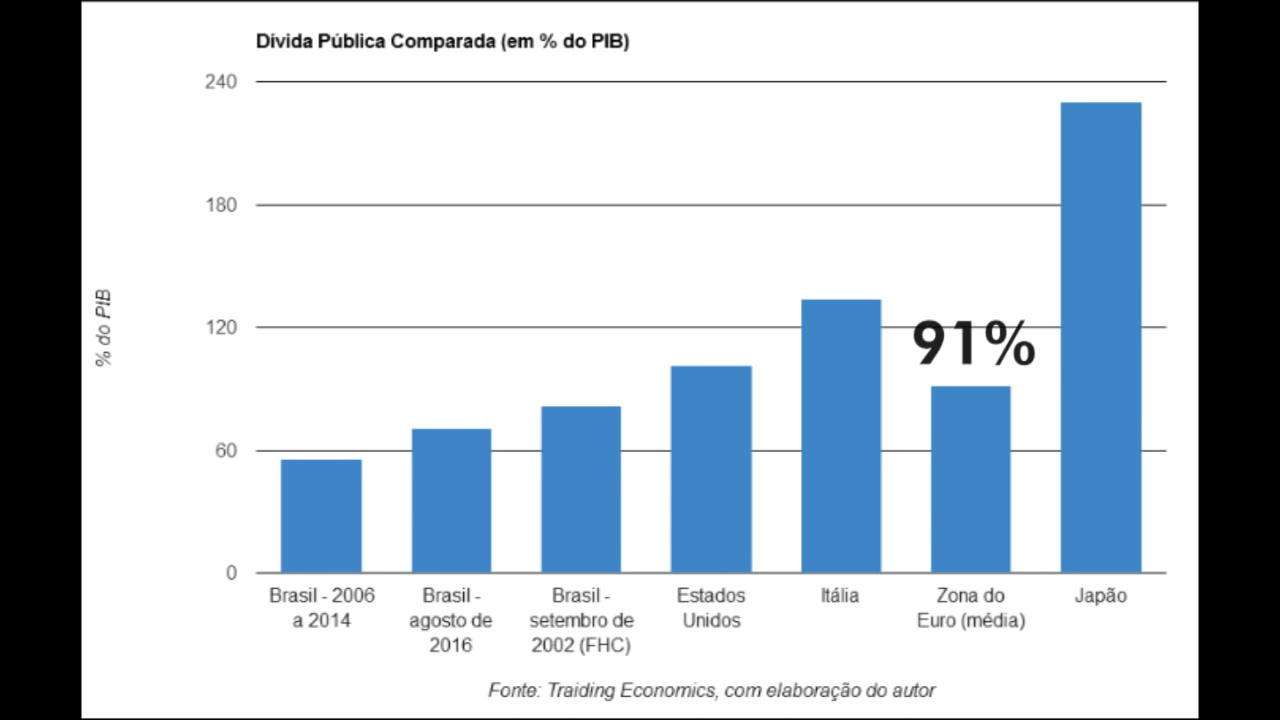 Dívida Pública Comparada (em % do PIB)
240
180
120
60
0
% do PIB
91%
Brasil - 2006
a 2014
Brasil -
agosto de
2016
Brasil -
setembro de
2002 (FHC)
Estados
Unidos
Itália
Zona do
Euro (média)
Japão
Fonte: Traiding Economics, com elaboração do autor